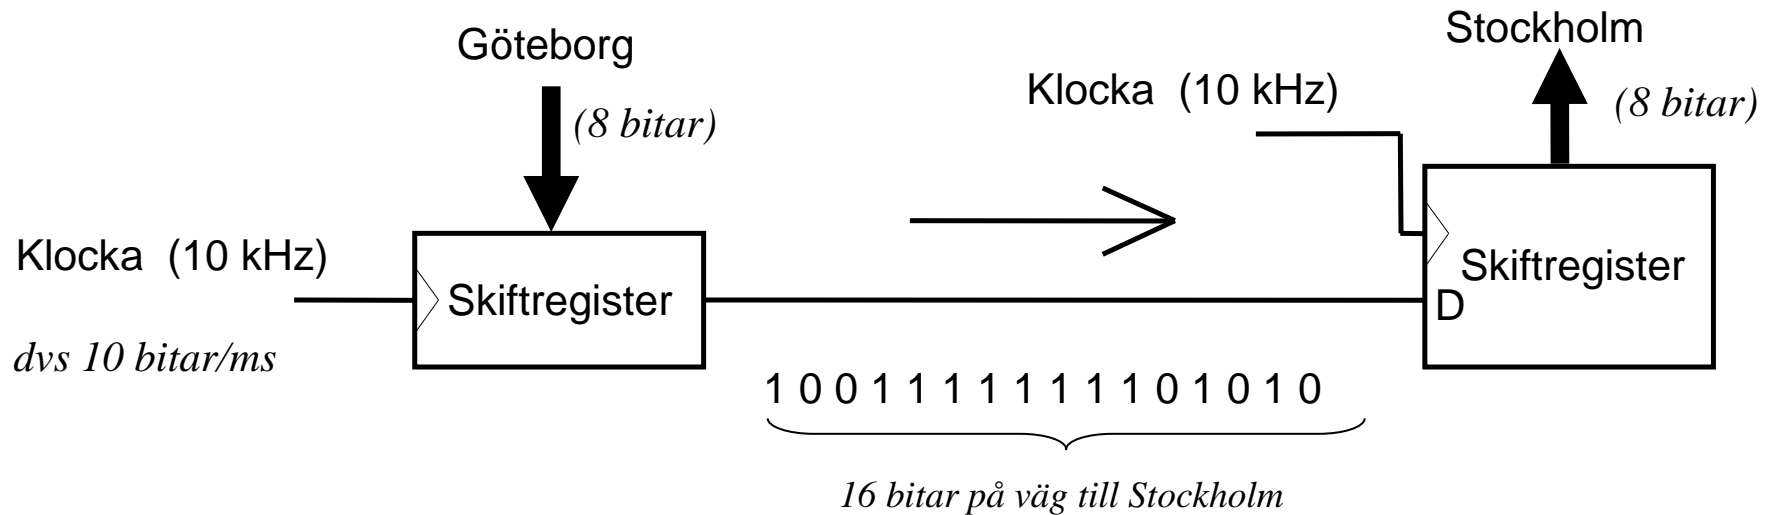 Göteborg
(8 bitar)
Klocka (10 kHz)
dvs 10 bitar/ms
Skiftregister
Klocka (10 kHz)
Stockholm
(8 bitar)
Skiftregister
D
1 0 0 1 1 1 1 1 1 1 1 0 1 0 1 0
16 bitar på väg till Stockholm